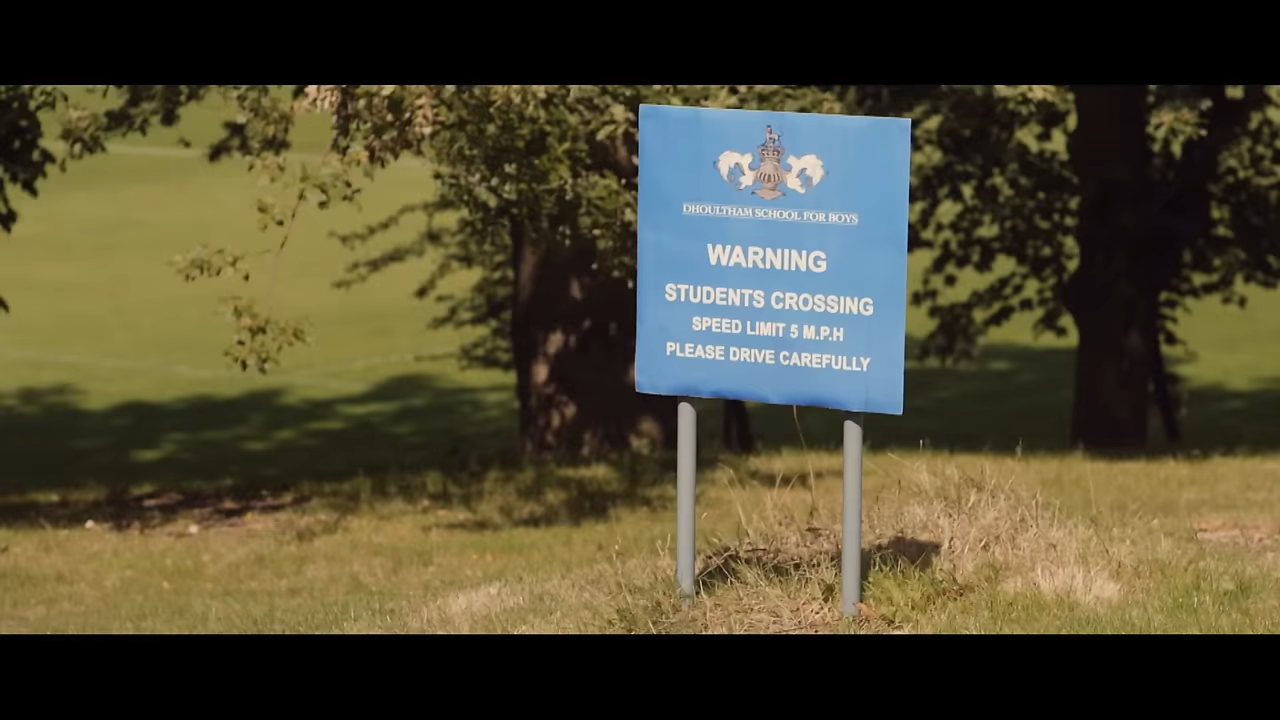 DHOULTHAM SCHOOL FOR BOYS
WARNING
STUDENTS CROSSING
SPEED LIMIT 5 M.P.H
PLEASE DRIVE CAREFULLY